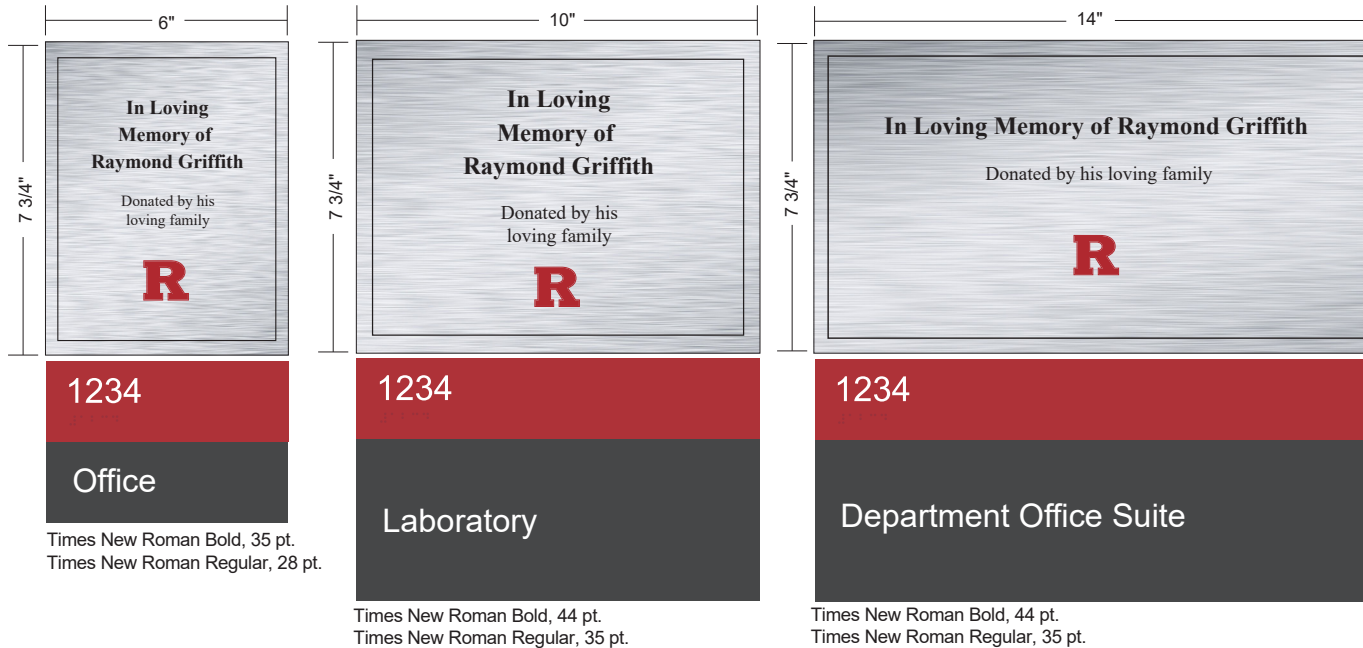 6"
7 3/4"
In Loving
Memory of
Raymond Griffith
Donated by his
loving family
R
1234
Office
Times New Roman Bold, 35 pt.
Times New Roman Regular, 28 pt.
10"
7 3/4"
In Loving
Memory of
Raymond Griffith
Donated by his
loving family
R
1234
Laboratory
Times New Roman Bold, 44 pt.
Times New Roman Regular, 35 pt.
14"
7 3/4"
In Loving Memory of Raymond Griffith
Donated by his loving family
R
1234
Department Office Suite
Times New Roman Bold, 44 pt.
Times New Roman Regular, 35 pt.